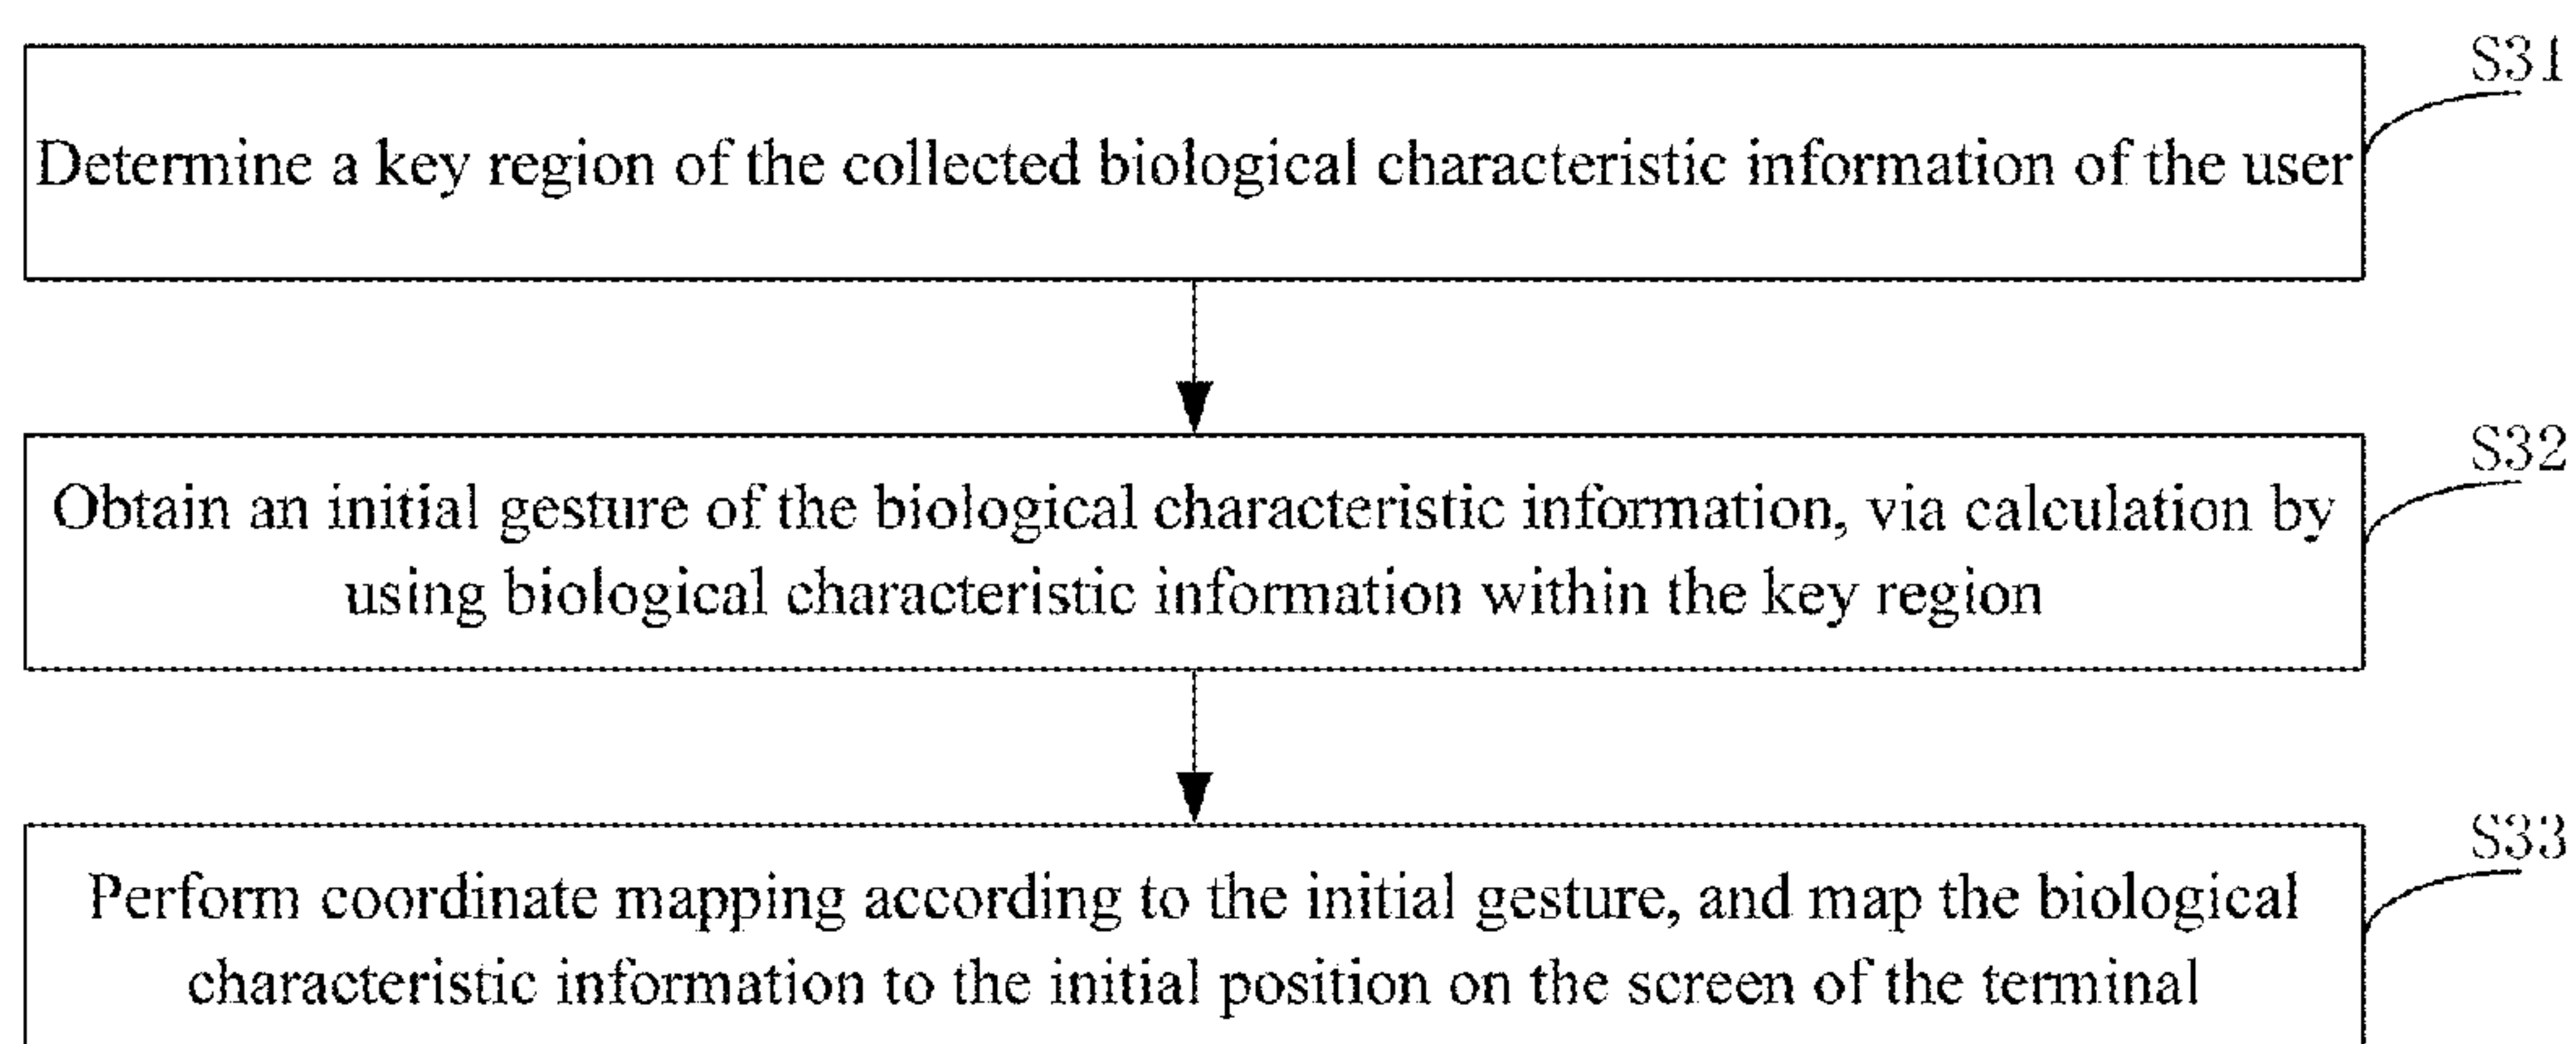 S31
Determine a key region of the collected biological characteristic information of the user
S32
Obtain an initial gesture of the biological characteristic information, via calculation by
using biological characteristic information within the key region
S33
Perform coordinate mapping according to the initial gesture, and map the biological
characteristic information to the initial position on the screen of the terminal